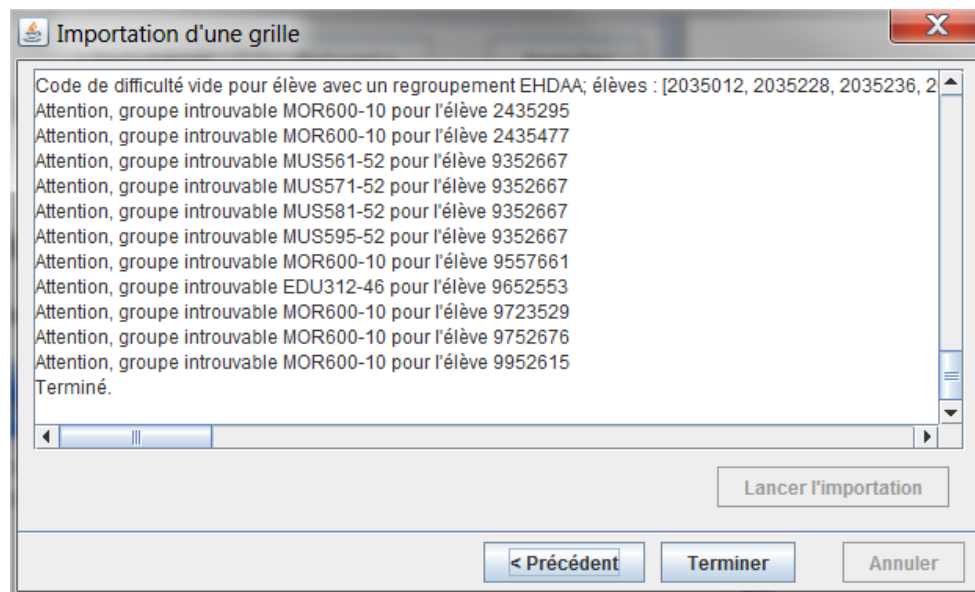 Importation d'une grille
Code de difficulté vide pour élève avec un regroupement EHDAA; élèves : [2035012, 2035228, 2035236, 2
Attention, groupe introuvable MOR600-10 pour l'élève 2435295
Attention, groupe introuvable MOR600-10 pour l'élève 2435477
Attention, groupe introuvable MUS561-52 pour l'élève 9352667
Attention, groupe introuvable MUS571-52 pour l'élève 9352667
Attention, groupe introuvable MUS581-52 pour l'élève 9352667
Attention, groupe introuvable MUS595-52 pour l'élève 9352667
Attention, groupe introuvable MOR600-10 pour l'élève 9557661
Attention, groupe introuvable EDU312-46 pour l'élève 9652553
Attention, groupe introuvable MOR600-10 pour l'élève 9723529
Attention, groupe introuvable MOR600-10 pour l'élève 9752676
Attention, groupe introuvable MOR600-10 pour l'élève 9952615
Terminé.
Lancer l'importation
< Précédent Terminer Annuler